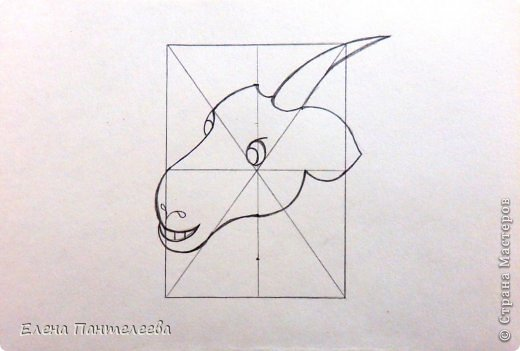 Елена Пантелеева
© Страна Мастеров